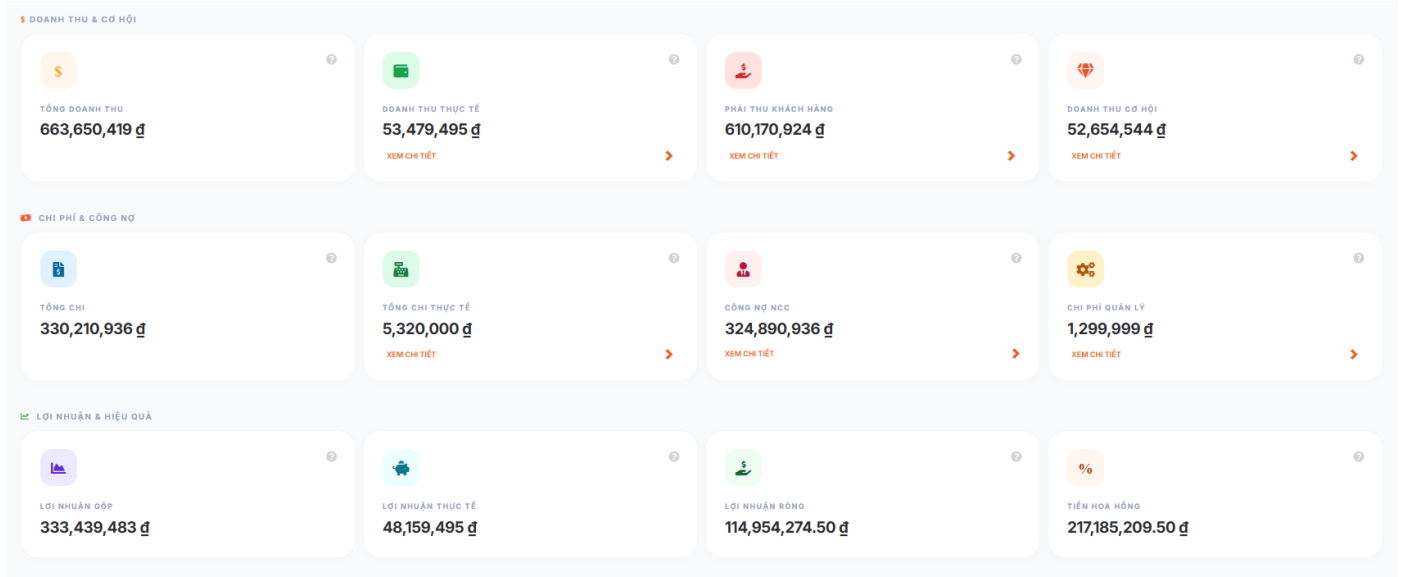 $ DOANH THU & CƠ HỘI
$
TỔNG DOANH THU
663,650,419 ₫
DOANH THU THỰC TẾ
53,479,495 ₫
XEM CHI TIẾT
PHẢI THU KHÁCH HÀNG
610,170,924 ₫
XEM CHI TIẾT
DOANH THU CƠ HỘI
52,654,544 ₫
XEM CHI TIẾT
CHI PHÍ & CÔNG NỢ
TỔNG CHI
330,210,936 ₫
TỔNG CHI THỰC TẾ
5,320,000 ₫
XEM CHI TIẾT
CÔNG NỢ NCC
324,890,936 ₫
XEM CHI TIẾT
CHI PHÍ QUẢN LÝ
1,299,999 ₫
XEM CHI TIẾT
LỢI NHUẬN & HIỆU QUẢ
LỢI NHUẬN GỘP
333,439,483 ₫
LỢI NHUẬN THỰC TẾ
48,159,495 ₫
LỢI NHUẬN RÒNG
114,954,274.50 ₫
%
TIỀN HOA HỒNG
217,185,209.50 ₫